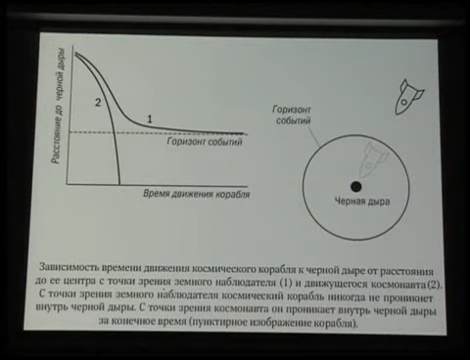 Расстояние до черной дыры
2
1
Горизонт событий
Время движения корабля
Горизонт
событий
Черная дыра
Зависимость времени движения космического корабля к черной дыре от расстояния
до ее центра с точки зрения земного наблюдателя (1) и движущегося космонавта (2).
С точки зрения земного наблюдателя космический корабль никогда не проникнет
внутрь черной дыры. С точки зрения космонавта он проникает внутрь черной дыры
за конечное время (пунктирное изображение корабля).